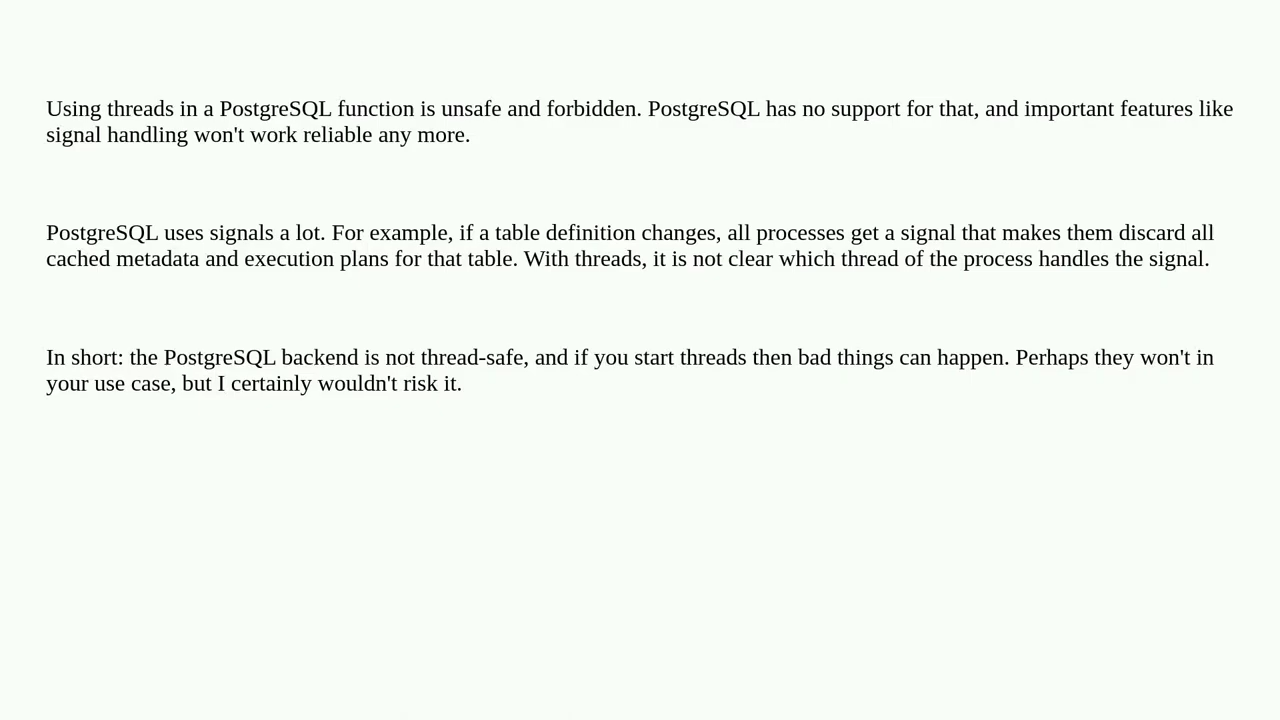 Using threads in a PostgreSQL function is unsafe and forbidden. PostgreSQL has no support for that, and important features like
signal handling won't work reliable any more.
PostgreSQL uses signals a lot. For example, if a table definition changes, all processes get a signal that makes them discard all
cached metadata and execution plans for that table. With threads, it is not clear which thread of the process handles the signal.
In short: the PostgreSQL backend is not thread-safe, and if you start threads then bad things can happen. Perhaps they won't in
your use case, but I certainly wouldn't risk it.